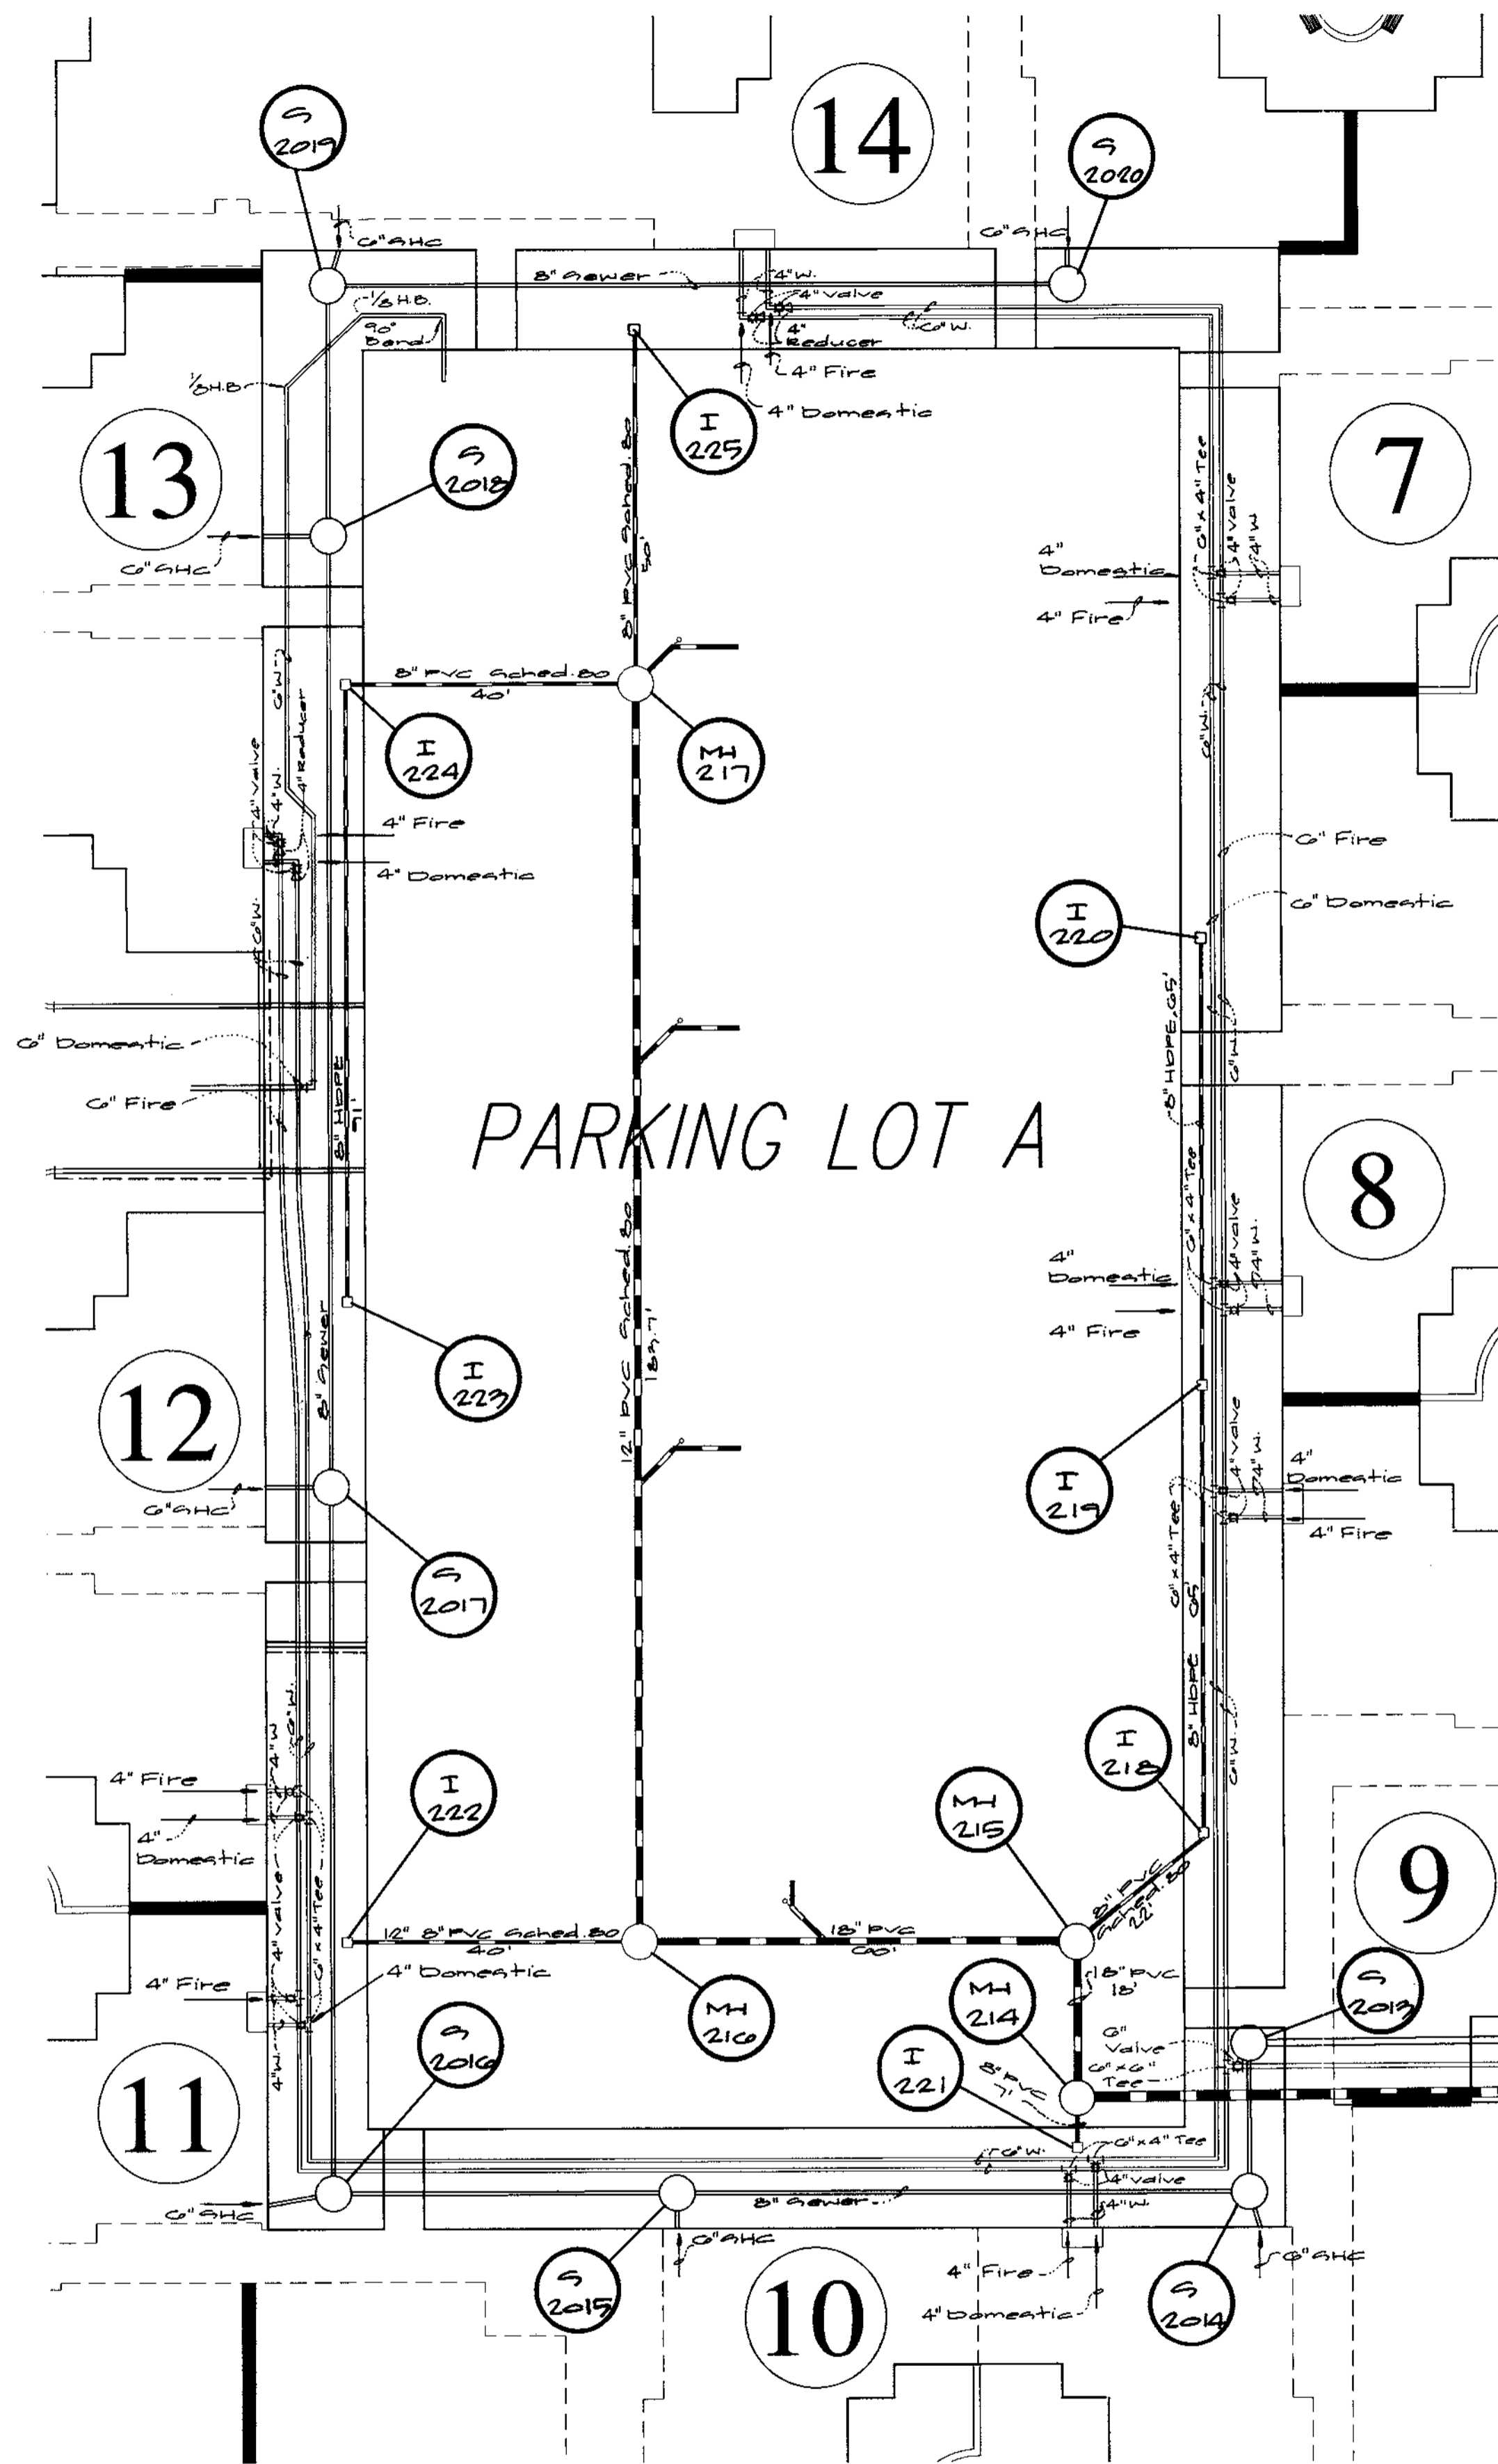 S
2019
14
S
2020
6" SHC
6" SHC
8" Sewer
1/8 H.B.
90°
Bend
4" W.
4" Valve
4"
Reducer
6" W.
4" Fire
4" Domestic
1/8 H.B.
I
225
13
S
2018
7
6" SHC
8" PVC Sched. 80
50'
6" x 4" Tee
4" Valve
4" W.
4"
Domestic
4" Fire
8" PVC Sched. 80
40'
6" W.
4" Reducer
4" Valve
4" W.
I
224
MH
217
6" W.
4" Fire
4" Domestic
6" Fire
6" Domestic
I
220
6" W.
6" Domestic
6" Fire
8" HDPE
91'
8" HDPE, 65'
6" W.
PARKING LOT A
8
6" x 4" Tee
4" Valve
4" W.
4"
Domestic
4" Fire
12" PVC Sched. 80
183.7'
8" Sewer
I
223
12
6" SHC
I
219
4" Valve
4" W.
4"
Domestic
4" Fire
6" x 4" Tee
S
2017
8" HDPE 65'
6" W.
6" W.
4" W.
4" Fire
4"
Domestic
I
222
I
218
MH
215
9
8" PVC
Sched. 80
22'
4" Valve
6" x 4" Tee
12" 8" PVC Sched. 80
40'
18" PVC
60'
4" Domestic
4" Fire
18" PVC
18'
MH
214
S
2013
S
2016
MH
216
I
221
6"
Valve
6" x 6"
Tee
4" W.
8" PVC
7'
11
6" W.
6" x 4" Tee
4" Valve
4" W.
6" SHC
8" Sewer
6" SHC
6" SHC
S
2015
10
4" Fire
4" Domestic
S
2014